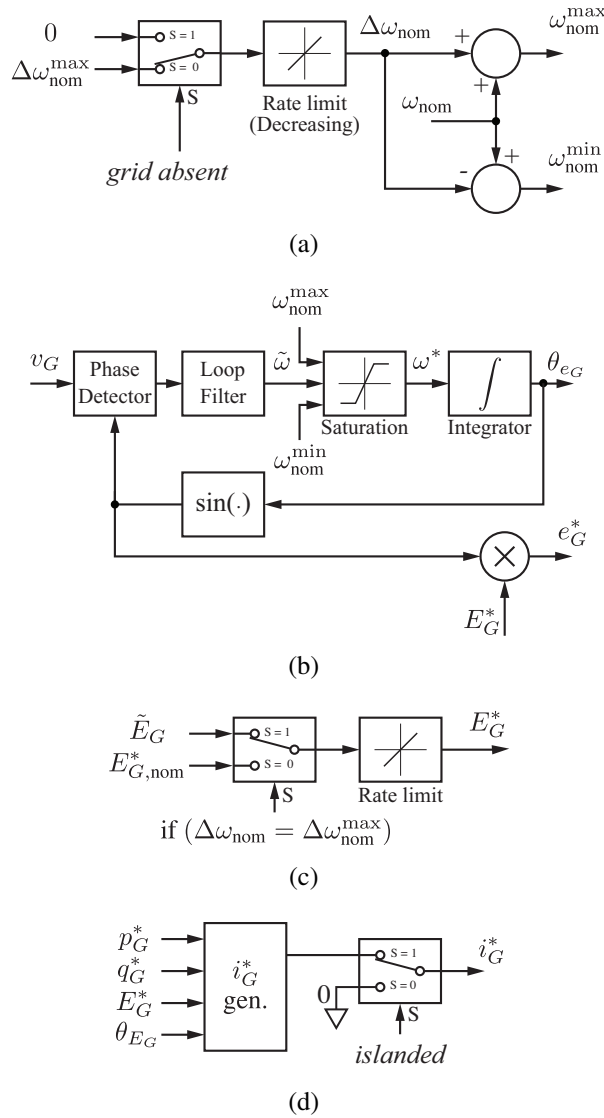 0
S = 1
Δω_nom^max
S = 0
S
grid absent
Rate limit
(Decreasing)
Δω_nom
ω_nom
+
+
+
-
ω_nom^max
ω_nom^min
(a)
v_G
Phase
Detector
Loop
Filter
ω̃
ω_nom^max
ω_nom^min
Saturation
ω*
∫
Integrator
θ_e_G
sin(.)
×
e_G^*
E_G^*
(b)
Ẽ_G
S = 1
E_G,nom^*
S = 0
S
if (Δω_nom = Δω_nom^max)
Rate limit
E_G^*
(c)
p_G^*
q_G^*
E_G^*
θ_E_G
i_G^*
gen.
0
S = 1
S = 0
S
islanded
i_G^*
(d)